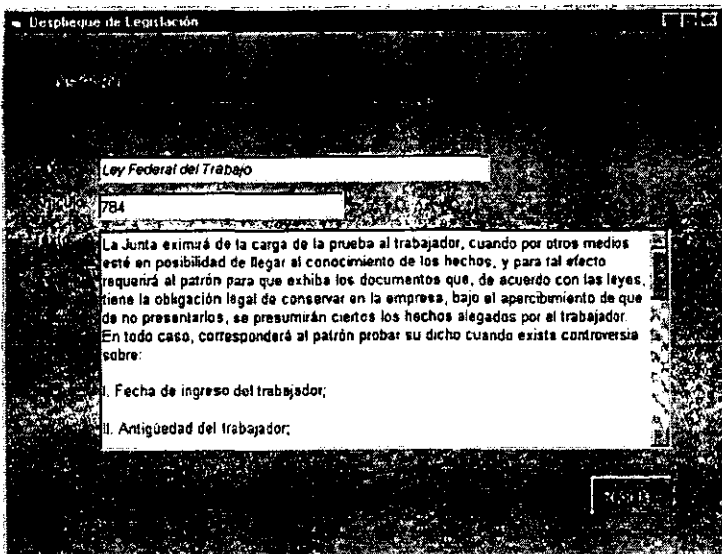 Despliegue de Legislación
Ley Federal del Trabajo
784
La Junta eximirá de la carga de la prueba al trabajador, cuando por otros medios
esté en posibilidad de llegar al conocimiento de los hechos, y para tal efecto
requerirá al patrón para que exhiba los documentos que, de acuerdo con las leyes,
tiene la obligación legal de conservar en la empresa, bajo el apercibimiento de que
de no presentarlos, se presumirán ciertos los hechos alegados por el trabajador.
En todo caso, corresponderá al patrón probar su dicho cuando exista controversia
sobre:
I. Fecha de ingreso del trabajador;
II. Antigüedad del trabajador;